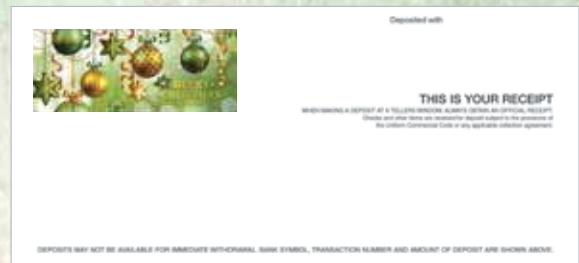 Deposited with
THIS IS YOUR RECEIPT
WHEN MAKING A DEPOSIT AT A TELLERS WINDOW, ALWAYS OBTAIN AN OFFICIAL RECEIPT.
Checks and other items are received for deposit subject to the provisions of
the Uniform Commercial Code or any applicable collection agreement.
DEPOSITS MAY NOT BE AVAILABLE FOR IMMEDIATE WITHDRAWAL. BANK SYMBOL, TRANSACTION NUMBER AND AMOUNT OF DEPOSIT ARE SHOWN ABOVE.